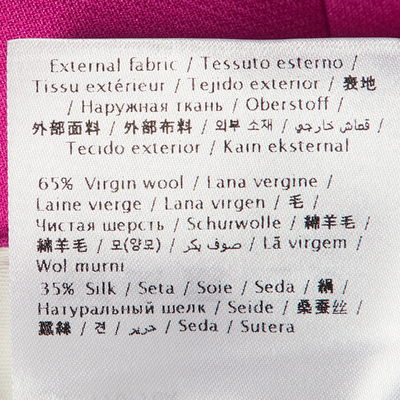 External fabric / Tessuto esterno /
Tissu extérieur / Tejido exterior / 表地
/ Наружная ткань / Oberstoff /
外部面料 / 外部布料 / 외부 소재 / قماش خارجي /
Tecido exterior / Kain eksternal
65% Virgin wool / Lana vergine /
Laine vierge / Lana virgen / 毛 /
Чистая шерсть / Schurwolle / 綿羊毛 /
綿羊毛 / 모(양모) / صوف بكر / Lã virgem /
Wol murni
35% Silk / Seta / Soie / Seda / 絹 /
Натуральный шелк / Seide / 桑蚕丝 /
蠶絲 / 견 / حرير / Seda / Sutera